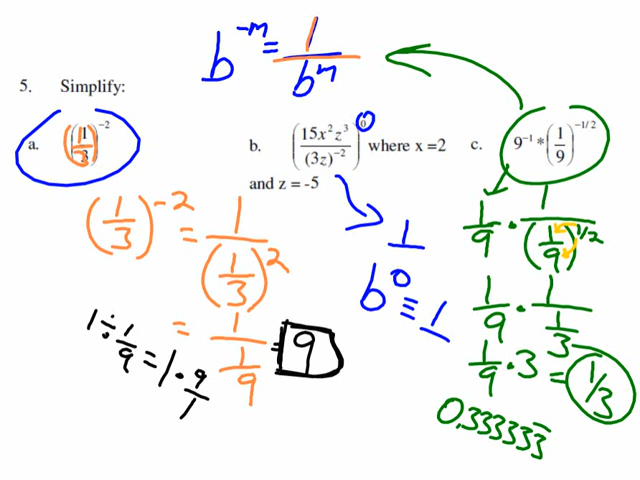 b^-m = 1/b^m
5. Simplify:
a. (1/3)^-2
b. (15x²z³/(3z)^-2)^0 where x =2
and z = -5
c. 9^-1 * (1/9)^-1/2
(1/3)^-2 = 1/(1/3)^2
= 1/(1/9) = 9
1 ÷ 1/9 = 1 · 9/1
1
b^0 ≡ 1
1/9 · 1/(1/9)^1/2
1/9 · 1/(1/3)
1/9 · 3 = 1/3
0.333333